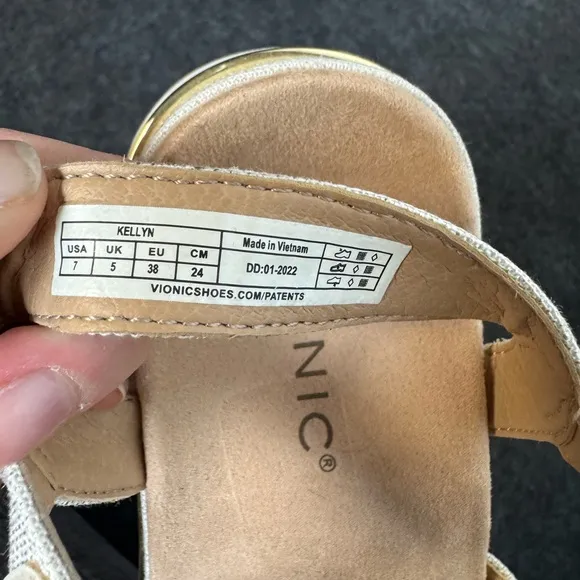 KELLYN
USA UK EU CM
7 5 38 24
Made in Vietnam
DD:01-2022
VIONICSHOES.COM/PATENTS
NIC®